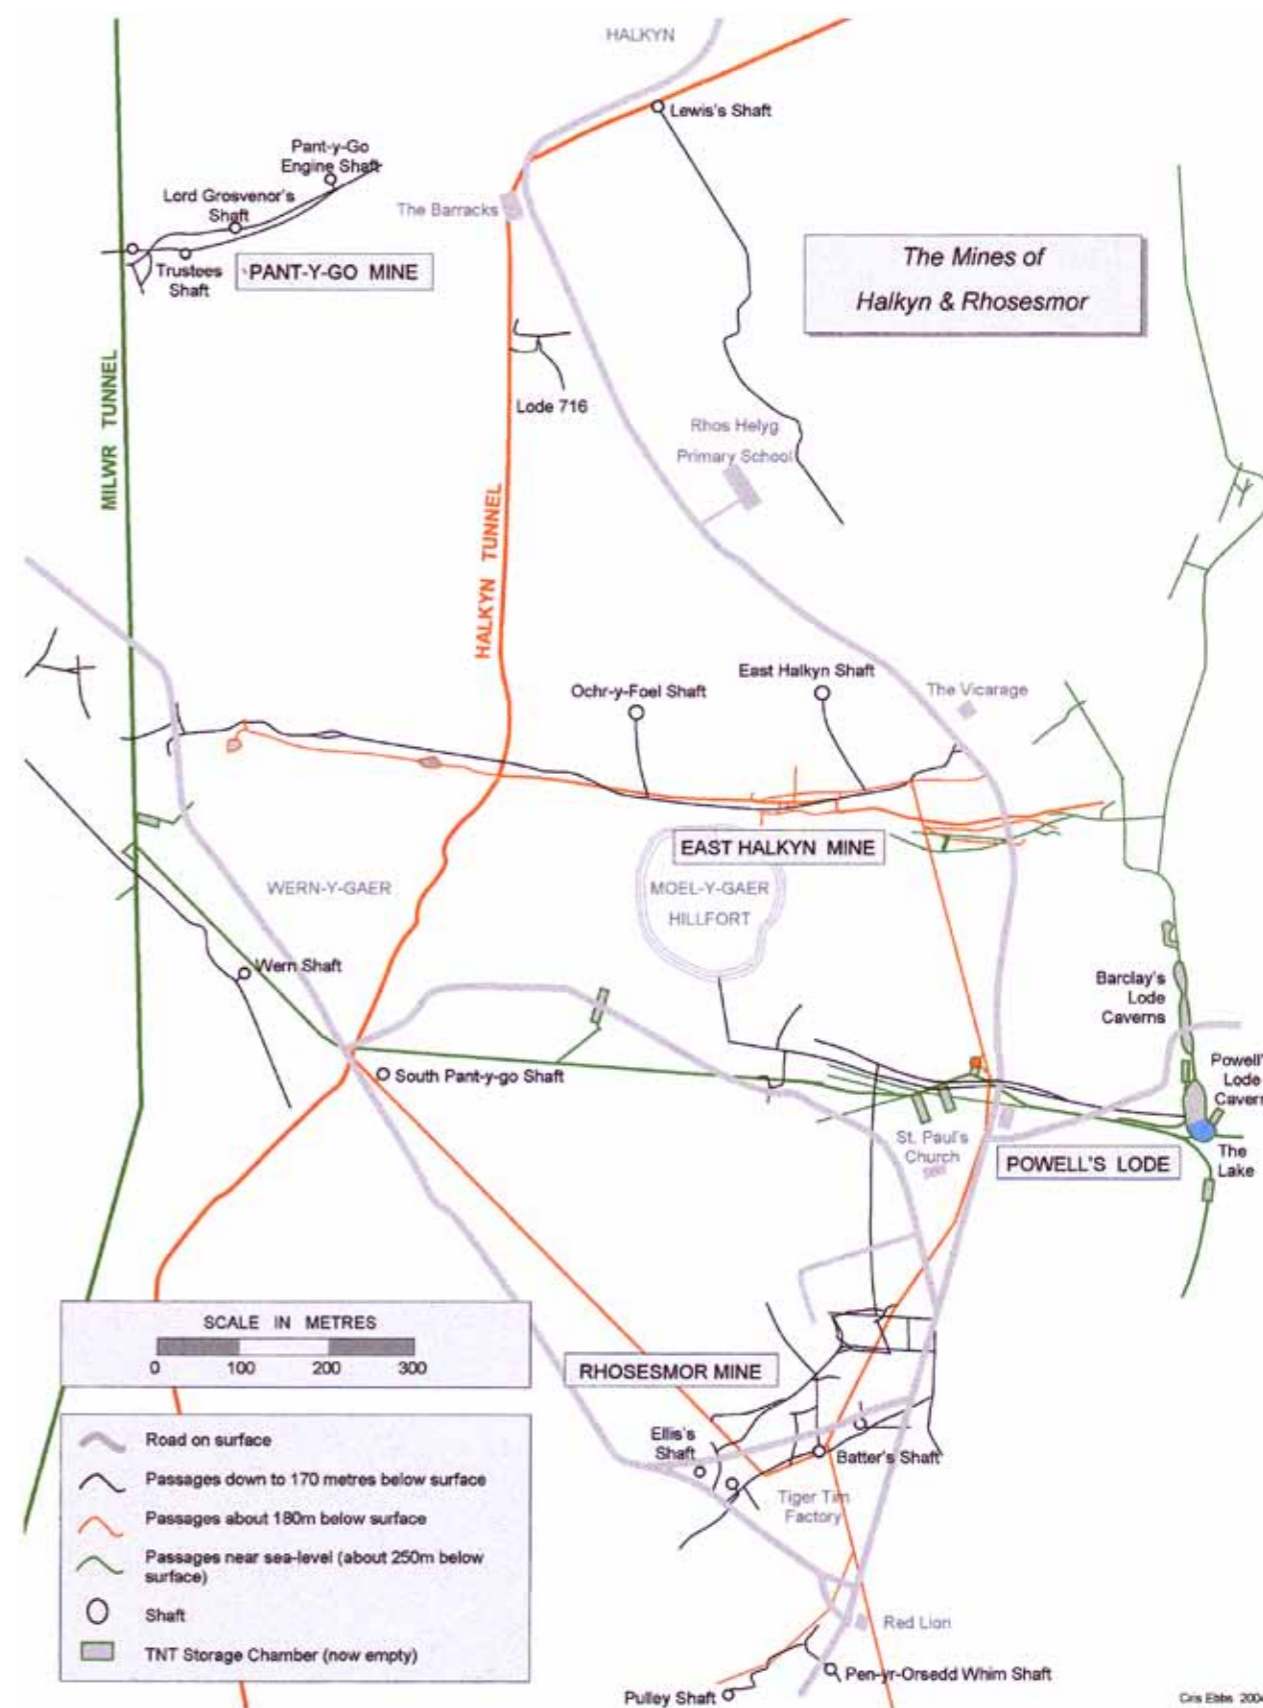 HALKYN
Lewis's Shaft
Pant-y-Go
Engine Shaft
Lord Grosvenor's
Shaft
The Barracks
Trustees
Shaft
PANT-Y-GO MINE
The Mines of
Halkyn & Rhosesmor
MILWR TUNNEL
Lode 716
Rhos Helyg
Primary School
HALKYN TUNNEL
East Halkyn Shaft
Ochr-y-Foel Shaft
The Vicarage
EAST HALKYN MINE
WERN-Y-GAER
MOEL-Y-GAER
HILLFORT
Wern Shaft
Barclay's
Lode
Caverns
South Pant-y-go Shaft
Powell'
Lode
Cavern
St. Paul's
Church
POWELL'S LODE
The
Lake
SCALE IN METRES
0 100 200 300
RHOSESMOR MINE
Ellis's
Shaft
Batter's Shaft
Tiger Tim
Factory
Road on surface
Passages down to 170 metres below surface
Passages about 180m below surface
Passages near sea-level (about 250m below
surface)
Shaft
TNT Storage Chamber (now empty)
Red Lion
Pen-yr-Orsedd Whim Shaft
Pulley Shaft
Cris Ebbs 2004